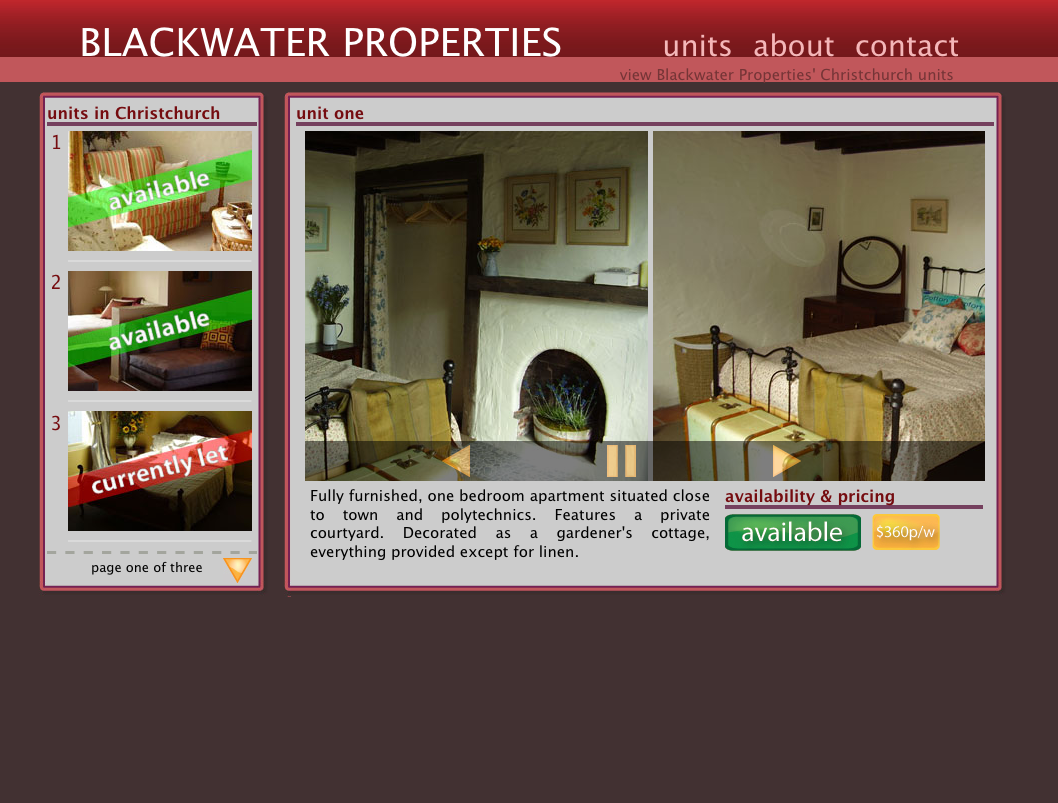 BLACKWATER PROPERTIES
units about contact
view Blackwater Properties' Christchurch units
units in Christchurch
1
available
2
available
3
currently let
page one of three
unit one
Fully furnished, one bedroom apartment situated close
to town and polytechnics. Features a private
courtyard. Decorated as a gardener's cottage,
everything provided except for linen.
availability & pricing
available
$360p/w